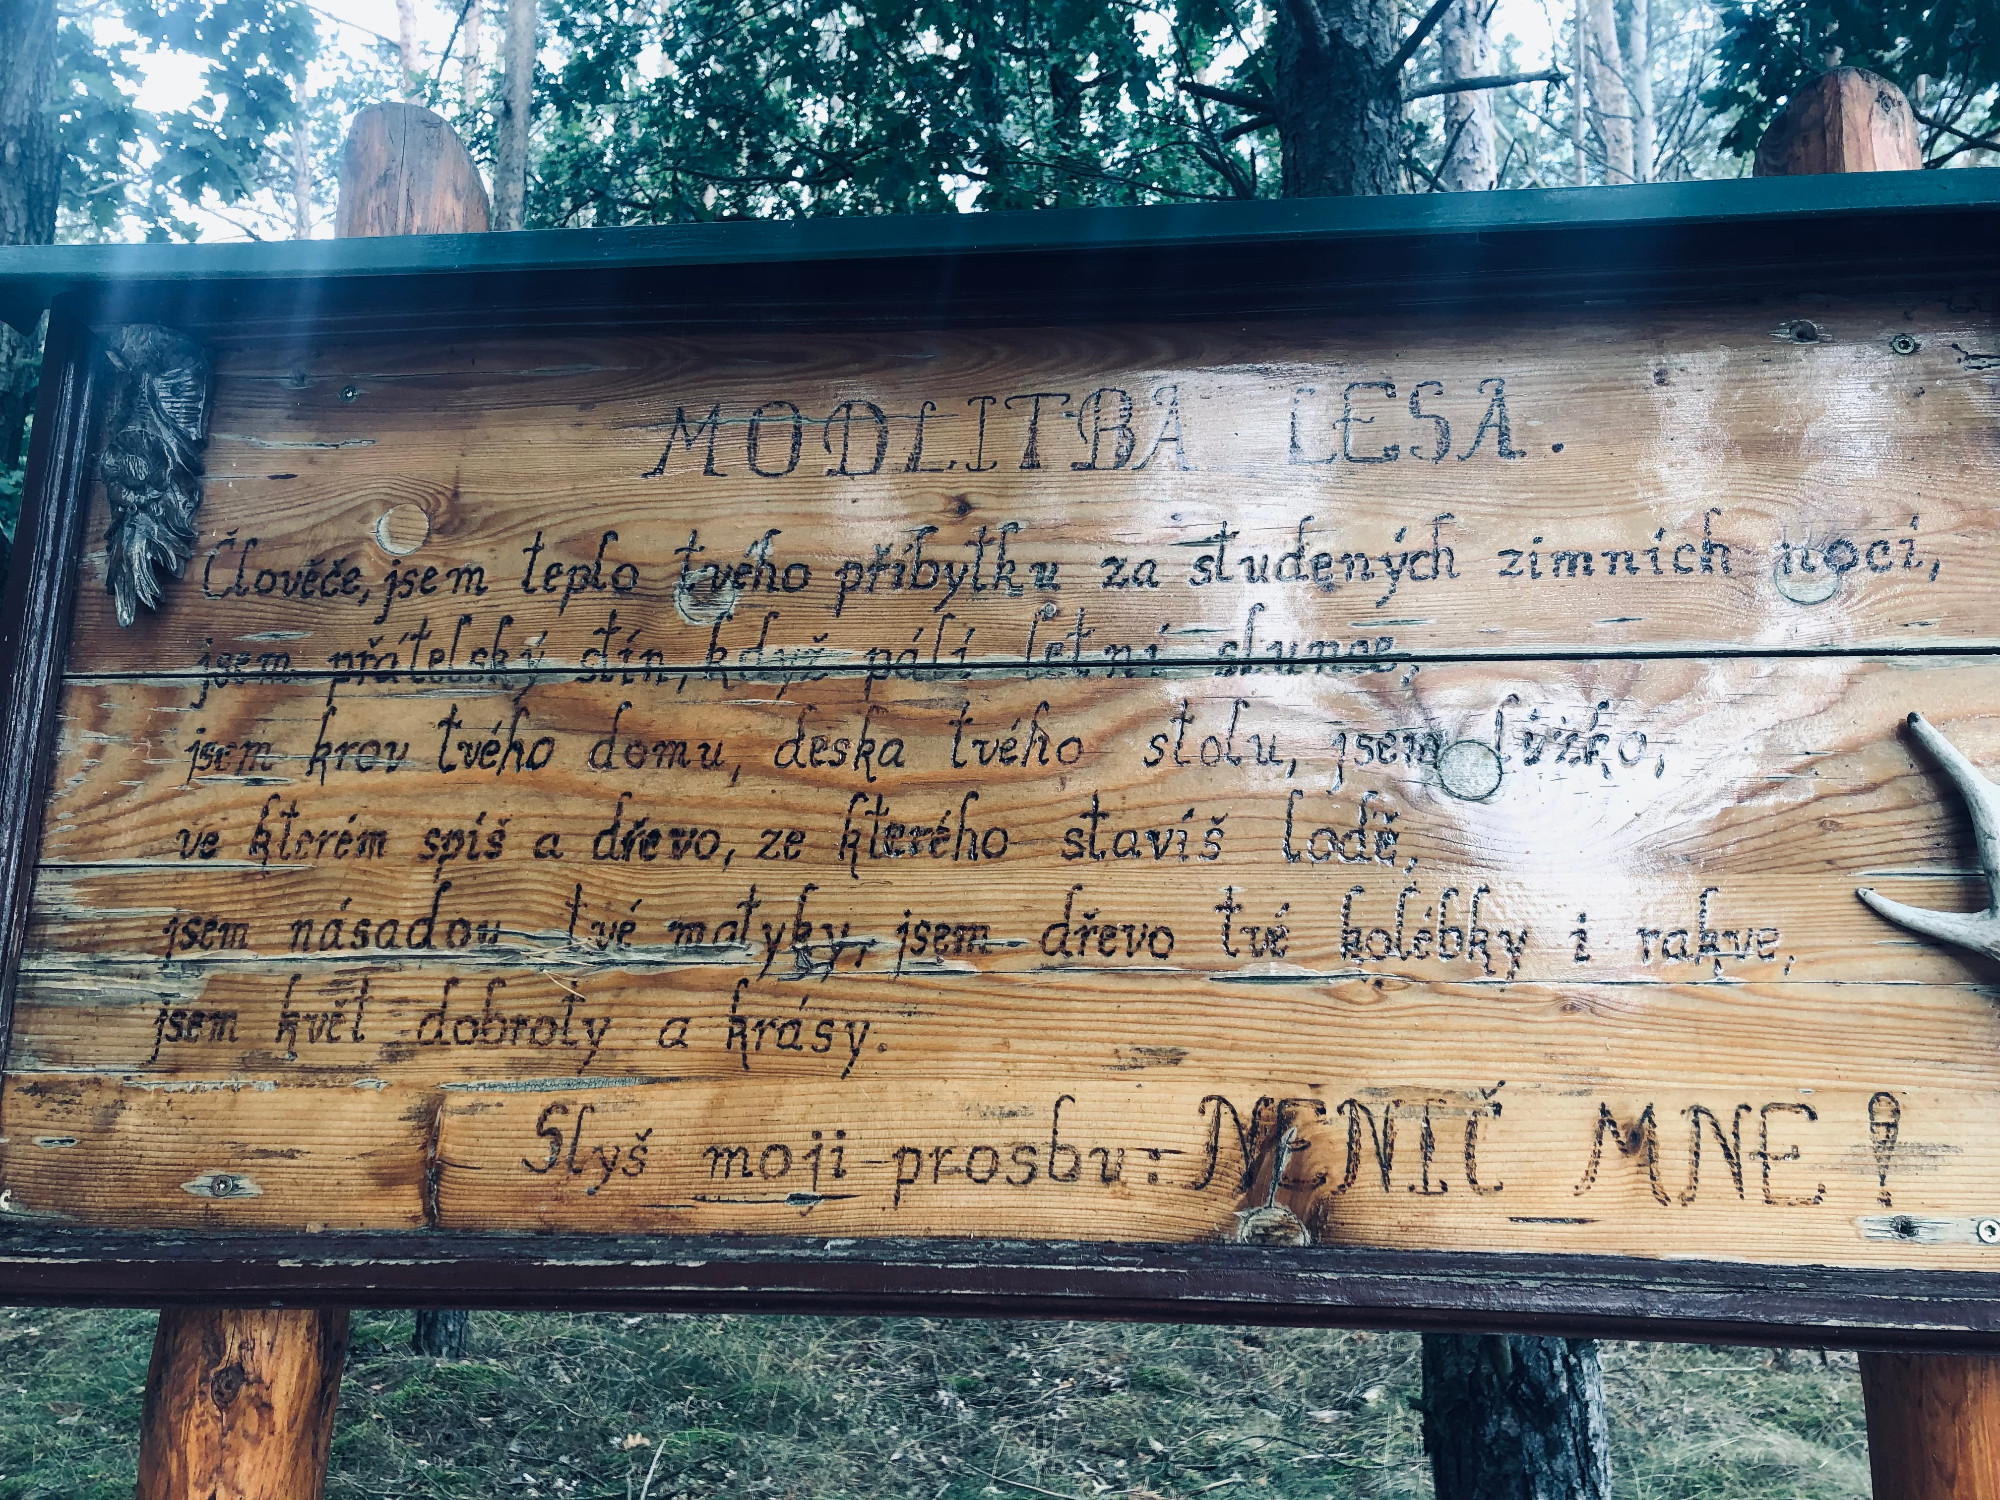 MODLITBA LESA.
Člověče, jsem teplo tvého příbytku za studených zimních nocí,
jsem přátelský stín, když pálí letní slunce,
jsem krov tvého domu, deska tvého stolu, jsem lůžko,
ve kterém spíš a dřevo, ze kterého stavíš lodě,
jsem násadou tvé motyky, jsem dřevo tvé kolébky i rakve,
jsem květ dobroty a krásy.
Slyš moji prosbu: NENIČ MNE!